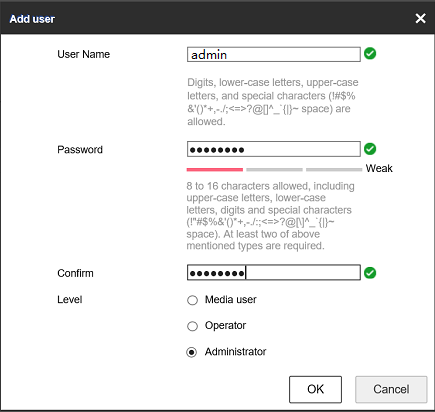 Add user
User Name
admin
Digits, lower-case letters, upper-case
letters, and special characters (!#$%
&'()*+,-./;<=>?@[]^_`{|}~ space) are
allowed.
Password
●●●●●●●●
Weak
8 to 16 characters allowed, including
upper-case letters, lower-case
letters, digits and special characters
(!"#$%&'()*+,-./:;<=>?@[\]^_`{|}~
space). At least two of above
mentioned types are required.
Confirm
●●●●●●●●
Level
Media user
Operator
Administrator
OK
Cancel